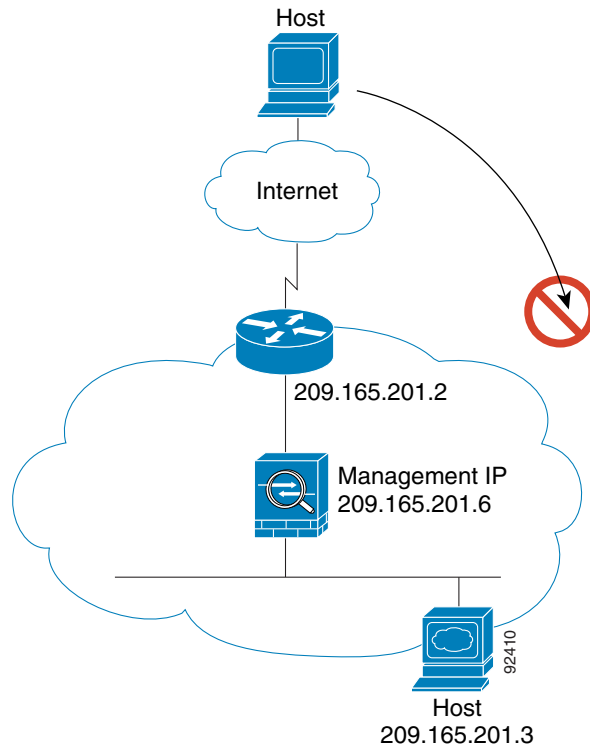 Host
Internet
209.165.201.2
Management IP
209.165.201.6
92410
Host
209.165.201.3